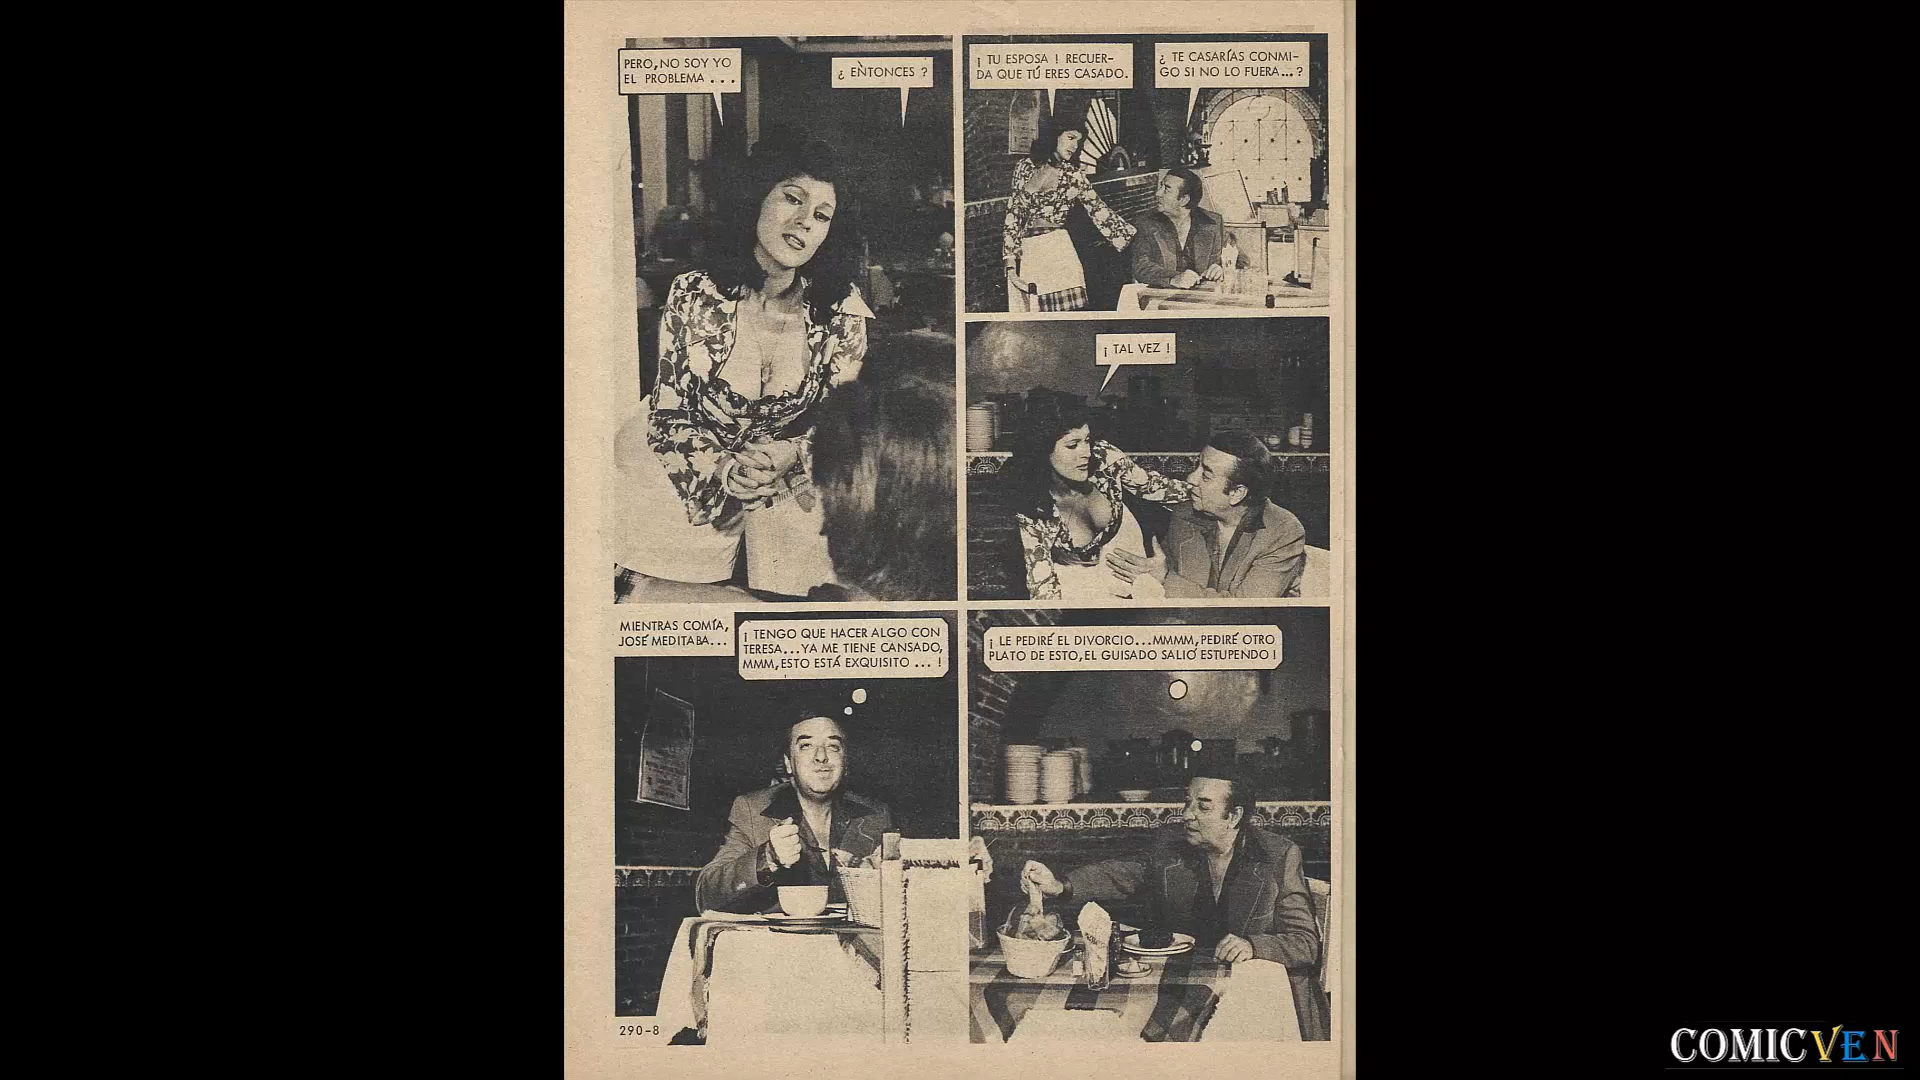 PERO, NO SOY YO
EL PROBLEMA ...
¿ ENTONCES ?
¡ TU ESPOSA ! RECUER-
DA QUE TÚ ERES CASADO.
¿ TE CASARÍAS CONMI-
GO SI NO LO FUERA...?
¡ TAL VEZ !
MIENTRAS COMÍA,
JOSÉ MEDITABA...
¡ TENGO QUE HACER ALGO CON
TERESA...YA ME TIENE CANSADO,
MMM, ESTO ESTÁ EXQUISITO ... !
¡ LE PEDIRÉ EL DIVORCIO...MMMM, PEDIRÉ OTRO
PLATO DE ESTO, EL GUISADO SALIÓ ESTUPENDO !
290-8
COMICVEN